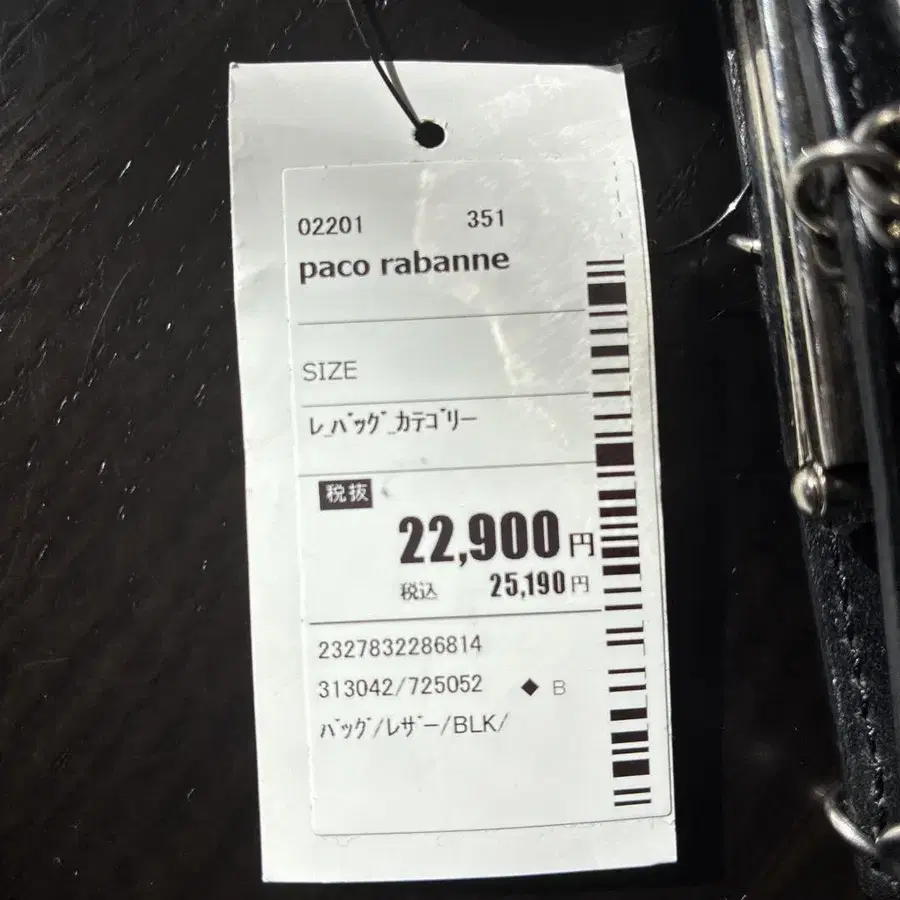 02201 351
paco rabanne
SIZE
ﾚ_ﾊﾞｯｸﾞ_ｶﾃｺﾞﾘｰ
税抜
22,900円
税込 25,190円
2327832286814
313042/725052 ◆ B
ﾊﾞｯｸﾞ/ﾚｻﾞｰ/BLK/